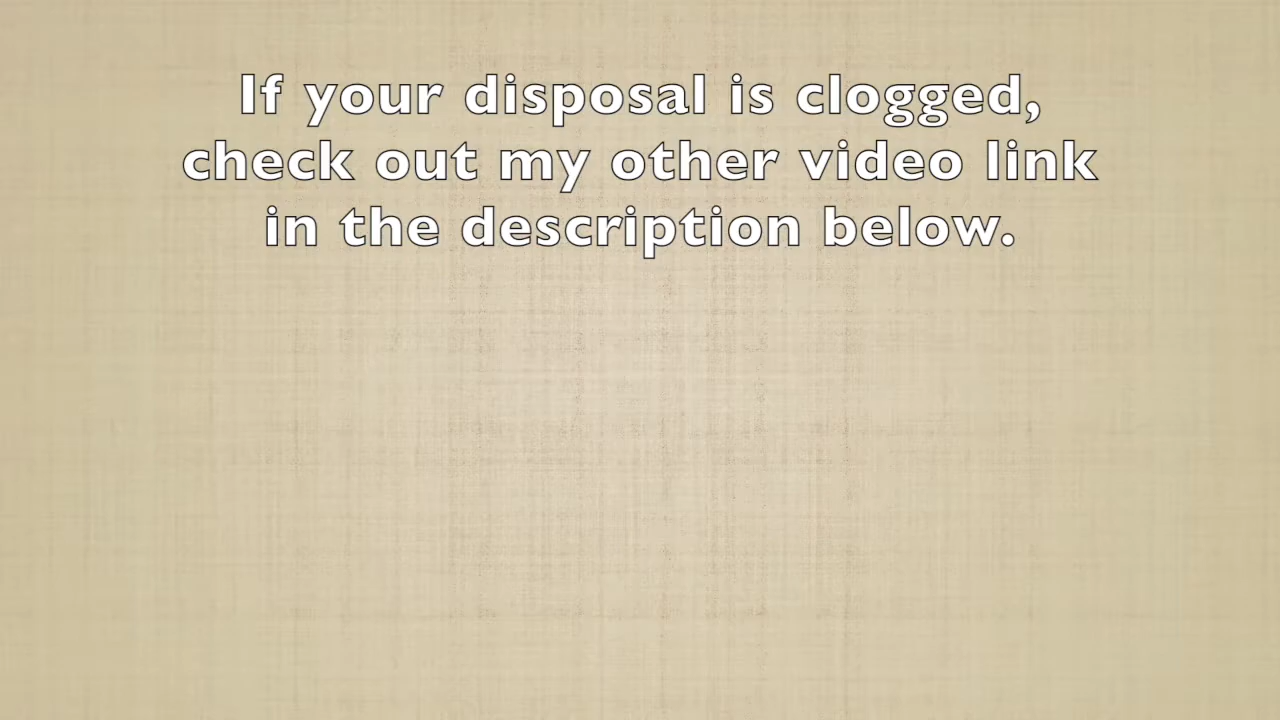 If your disposal is clogged,
check out my other video link
in the description below.